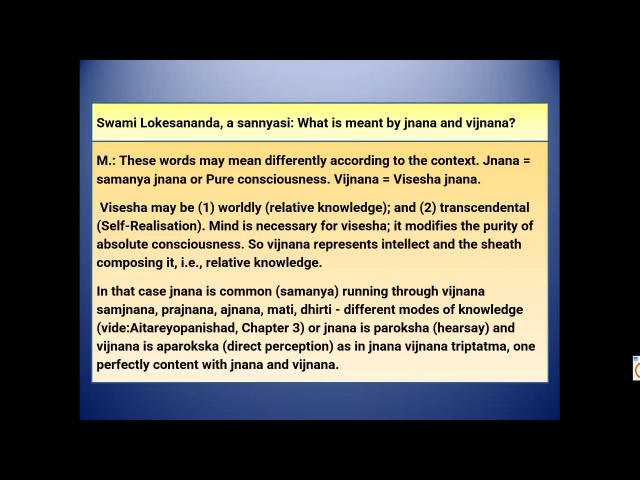 Swami Lokesananda, a sannyasi: What is meant by jnana and vijnana?
M.: These words may mean differently according to the context. Jnana =
samanya jnana or Pure consciousness. Vijnana = Visesha jnana.
Visesha may be (1) worldly (relative knowledge); and (2) transcendental
(Self-Realisation). Mind is necessary for visesha; it modifies the purity of
absolute consciousness. So vijnana represents intellect and the sheath
composing it, i.e., relative knowledge.
In that case jnana is common (samanya) running through vijnana
samjnana, prajnana, ajnana, mati, dhirti - different modes of knowledge
(vide:Aitareyopanishad, Chapter 3) or jnana is paroksha (hearsay) and
vijnana is aparokska (direct perception) as in jnana vijnana triptatma, one
perfectly content with jnana and vijnana.